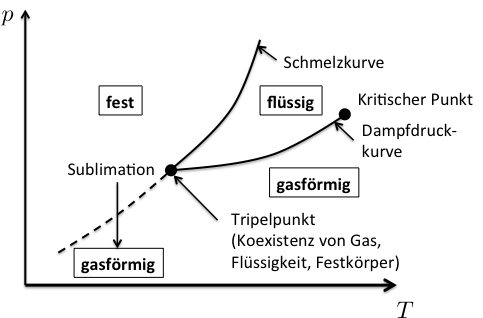 p
Schmelzkurve
fest
flüssig
Kritischer Punkt
Dampfdruck-
kurve
Sublimation
gasförmig
Tripelpunkt
(Koexistenz von Gas,
Flüssigkeit, Festkörper)
gasförmig
T